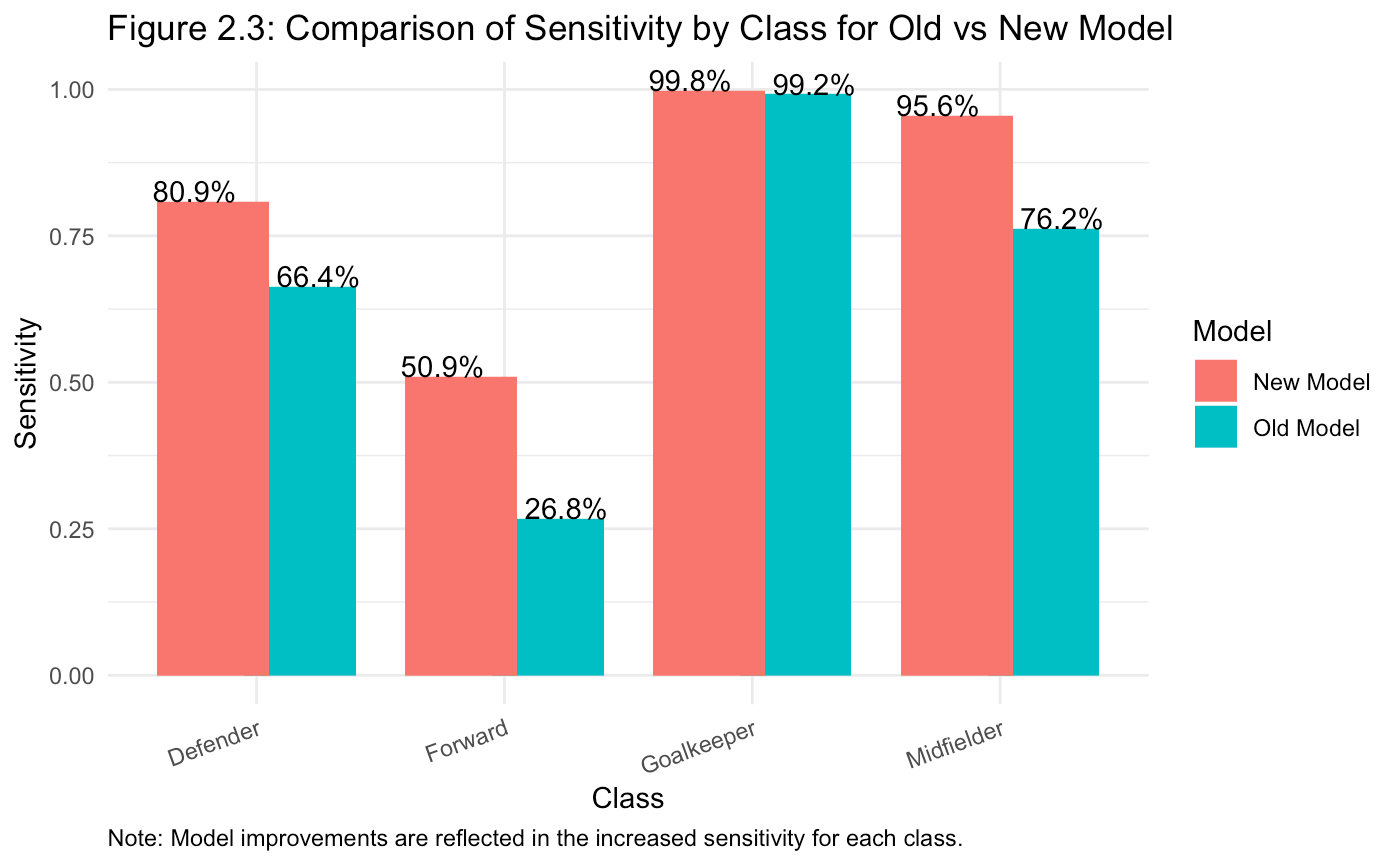 Figure 2.3: Comparison of Sensitivity by Class for Old vs New Model
99.8% 99.2%
1.00
95.6%
80.9%
76.2%
0.75
66.4%
50.9%
0.50
26.8%
0.25
0.00
Sensitivity
Defender Forward Goalkeeper Midfielder
Class
Model
New Model
Old Model
Note: Model improvements are reflected in the increased sensitivity for each class.